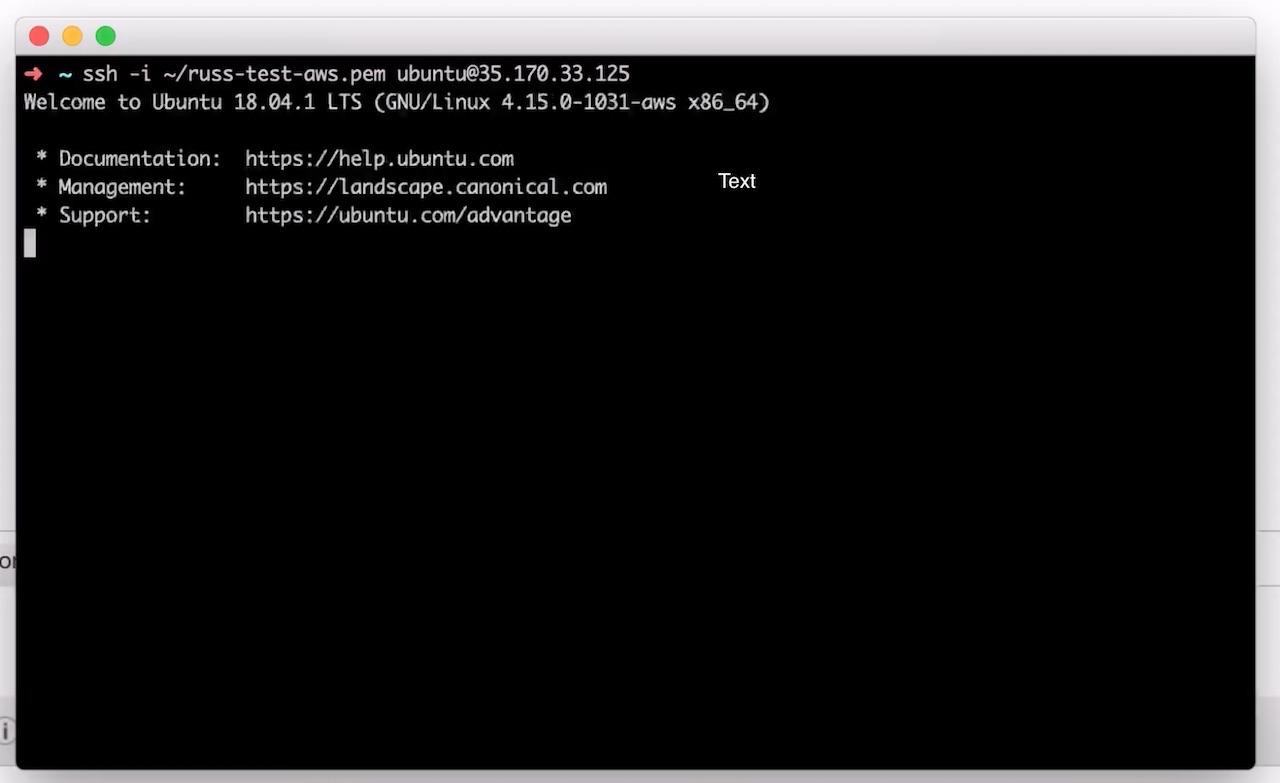 ➜ ~ ssh -i ~/russ-test-aws.pem ubuntu@35.170.33.125
Welcome to Ubuntu 18.04.1 LTS (GNU/Linux 4.15.0-1031-aws x86_64)
* Documentation: https://help.ubuntu.com
* Management: https://landscape.canonical.com
Text
* Support: https://ubuntu.com/advantage